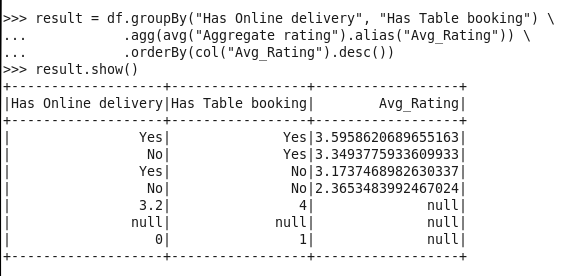 >>> result = df.groupBy("Has Online delivery", "Has Table booking") \
...            .agg(avg("Aggregate rating").alias("Avg_Rating")) \
...            .orderBy(col("Avg_Rating").desc())
>>> result.show()
+-------------------+-----------------+------------------+
|Has Online delivery|Has Table booking|        Avg_Rating|
+-------------------+-----------------+------------------+
|                Yes|              Yes|3.5958620689655163|
|                 No|              Yes|3.3493775933609933|
|                Yes|               No|3.1737468982630337|
|                 No|               No|2.3653483992467024|
|                3.2|                4|              null|
|               null|             null|              null|
|                  0|                1|              null|
+-------------------+-----------------+------------------+